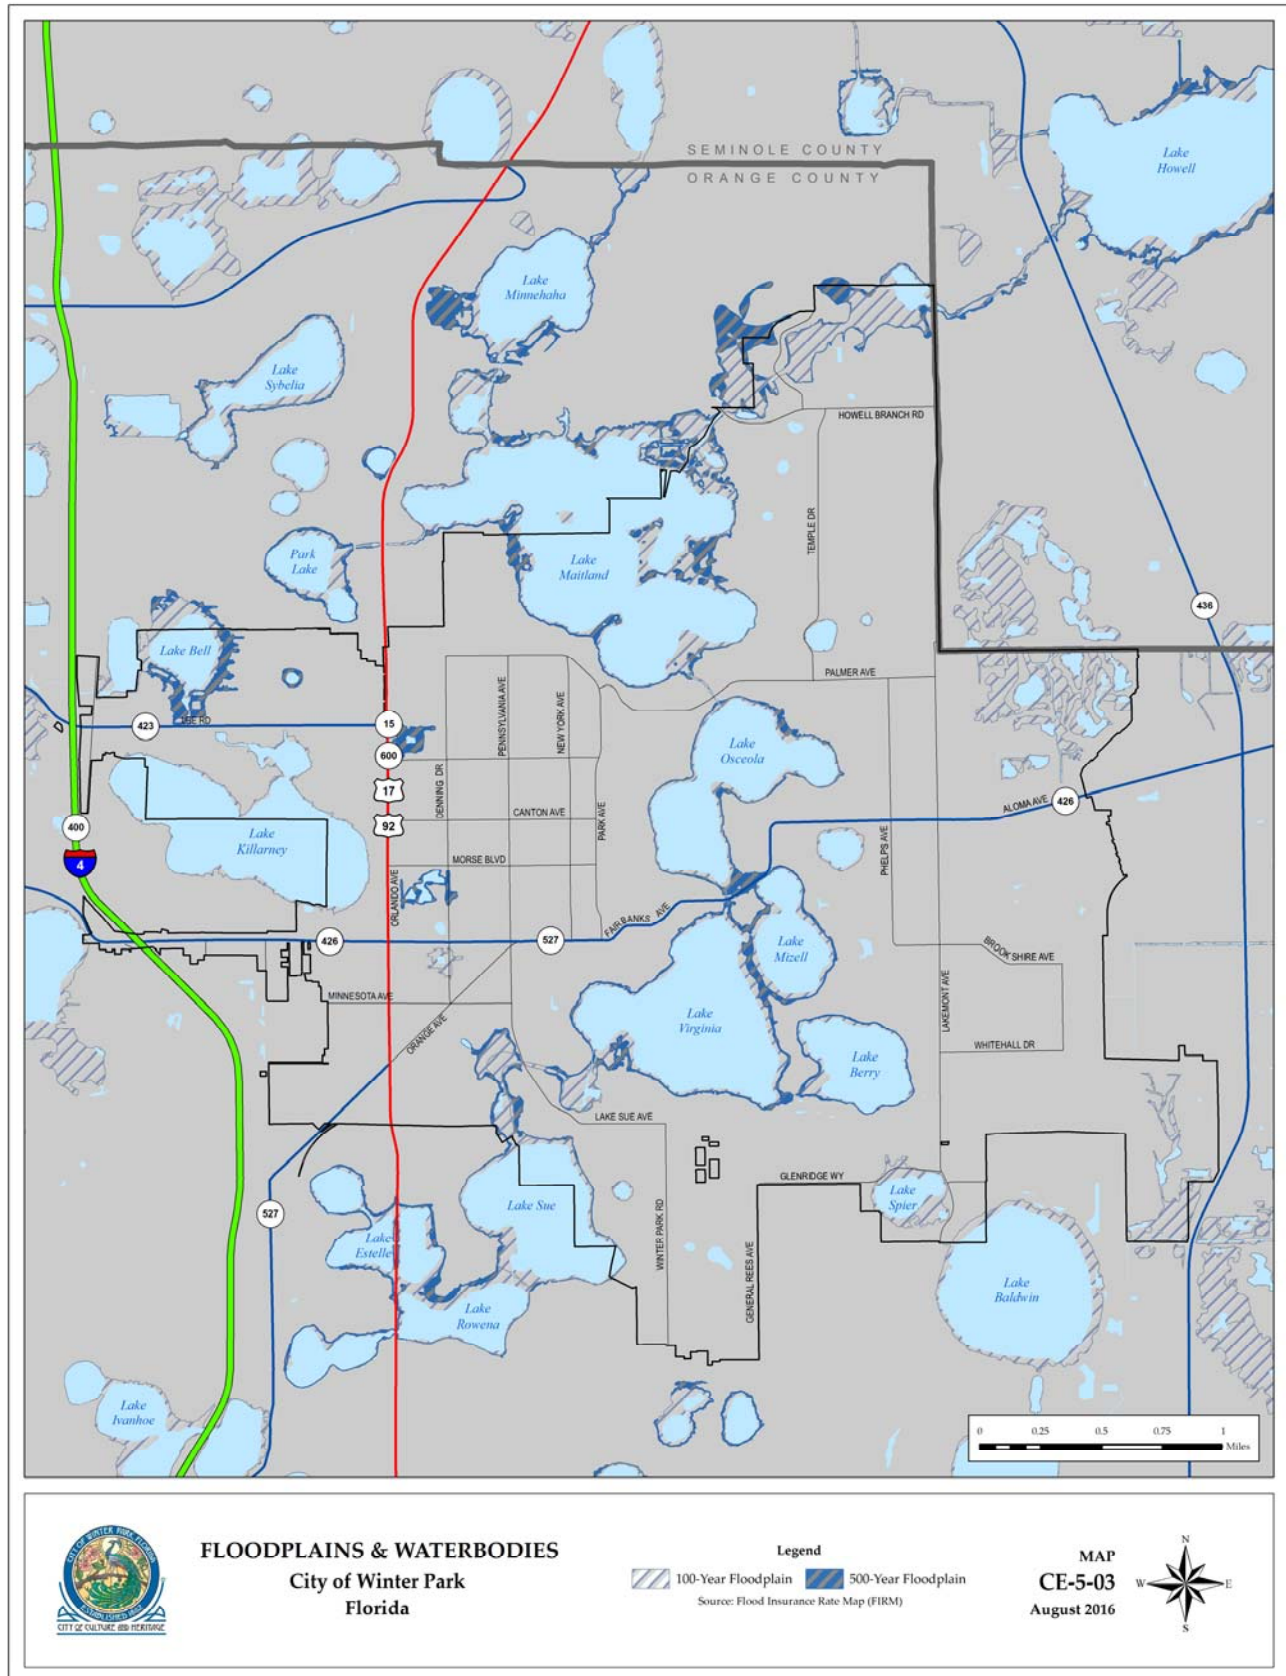 SEMINOLE COUNTY
ORANGE COUNTY
Lake
Howell
Lake
Minnehaha
Lake
Sybelia
HOWELL BRANCH RD
TEMPLE DR
Park
Lake
Lake
Maitland
436
Lake Bell
PALMER AVE
PENNSYLVANIA AVE
NEW YORK AVE
423
LEE RD
15
600
17
92
DENNING DR
CANTON AVE
PARK AVE
Lake
Osceola
ALOMA AVE
426
PHELPS AVE
400
4
Lake
Killarney
MORSE BLVD
ORLANDO AVE
FAIRBANKS AVE
426
527
Lake
Mizell
BROOKSHIRE AVE
LAKEMONT AVE
MINNESOTA AVE
ORANGE AVE
Lake
Virginia
WHITEHALL DR
Lake
Berry
LAKE SUE AVE
GLENRIDGE WY
Lake
Spier
Lake Sue
527
WINTER PARK RD
GENERAL REES AVE
Lake
Estelle
Lake
Rowena
Lake
Baldwin
Lake
Ivanhoe
0 0.25 0.5 0.75 1
Miles
CITY OF WINTER PARK, FLORIDA
ESTABLISHED 1882
CITY OF CULTURE AND HERITAGE
FLOODPLAINS & WATERBODIES
City of Winter Park
Florida
Legend
100-Year Floodplain 500-Year Floodplain
Source: Flood Insurance Rate Map (FIRM)
MAP
CE-5-03
August 2016
N
W E
S